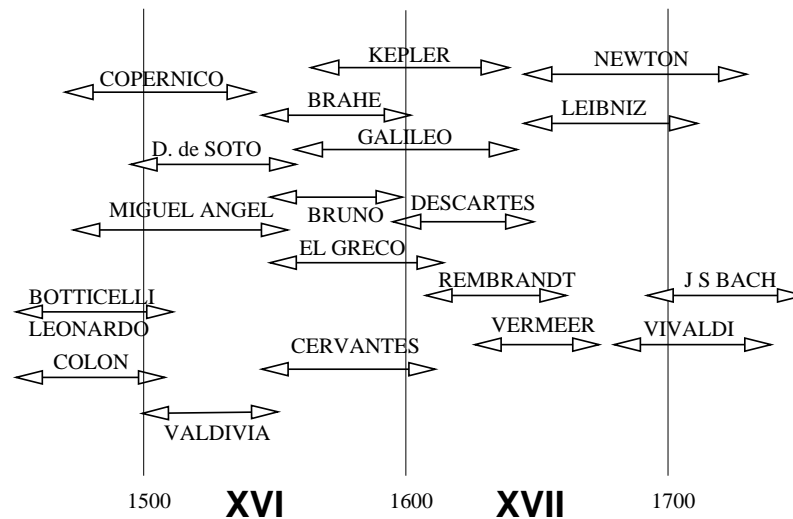 KEPLER
NEWTON
COPERNICO
BRAHE
LEIBNIZ
GALILEO
D. de SOTO
MIGUEL ANGEL
BRUNO
DESCARTES
EL GRECO
REMBRANDT
J S BACH
BOTTICELLI
LEONARDO
VERMEER
VIVALDI
COLON
CERVANTES
VALDIVIA
1500 XVI 1600 XVII 1700